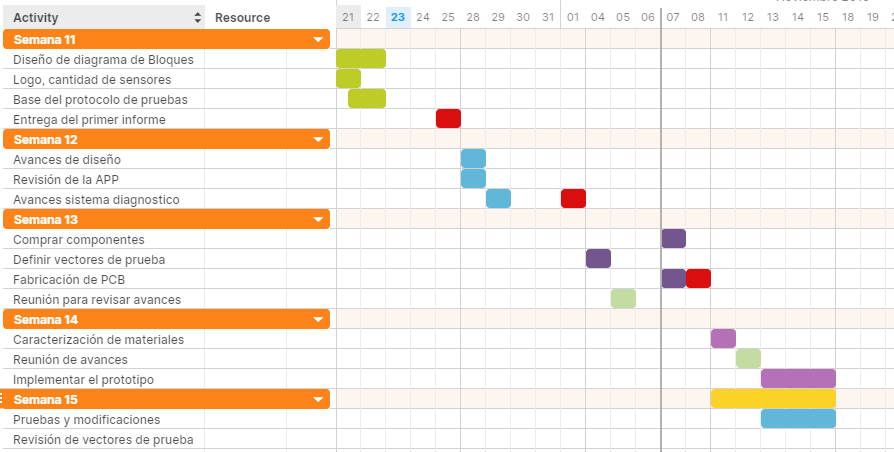 Activity Resource 21 22 23 24 25 28 29 30 31 01 04 05 06 07 08 11 12 13 14 15 18 19
Semana 11
Diseño de diagrama de Bloques
Logo, cantidad de sensores
Base del protocolo de pruebas
Entrega del primer informe
Semana 12
Avances de diseño
Revisión de la APP
Avances sistema diagnostico
Semana 13
Comprar componentes
Definir vectores de prueba
Fabricación de PCB
Reunión para revisar avances
Semana 14
Caracterización de materiales
Reunión de avances
Implementar el prototipo
Semana 15
Pruebas y modificaciones
Revisión de vectores de prueba